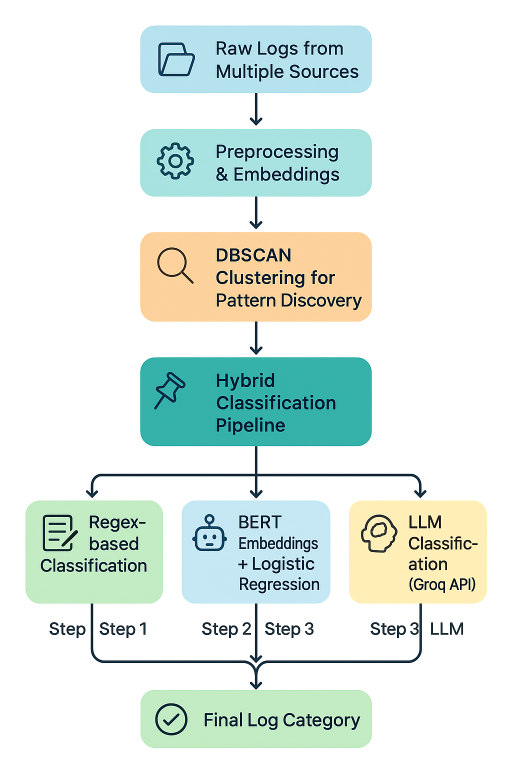 Raw Logs from
Multiple Sources
Preprocessing
& Embeddings
DBSCAN
Clustering for
Pattern Discovery
Hybrid
Classification
Pipeline
Regex-
based
Classification
BERT
Embeddings
+ Logistic
Regression
LLM
Classific-
ation
(Groq API)
Step Step 1
Step 2 Step 3
Step 3 LLM
Final Log Category